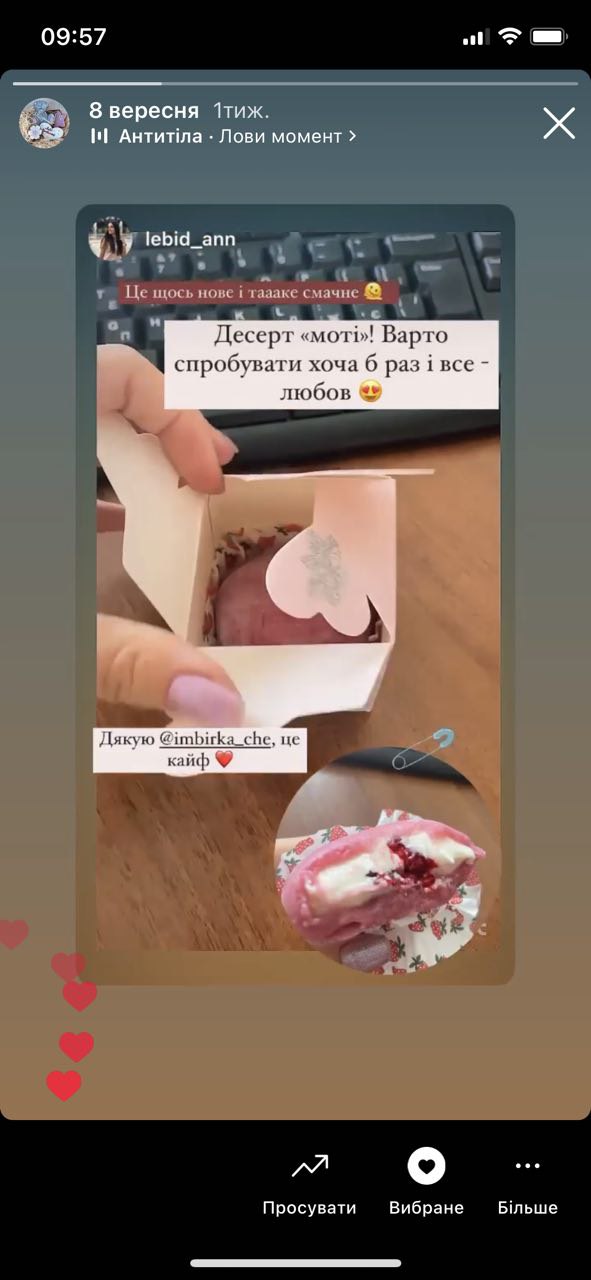 09:57
8 вересня 1тиж.
Антитіла · Лови момент >
lebid_ann
Це щось нове і тааакe смачне 🫠
Десерт «моті»! Варто
спробувати хоча б раз і все -
любов 😍
Дякую @imbirka_che, це
кайф ❤️
Просувати Вибране Більше